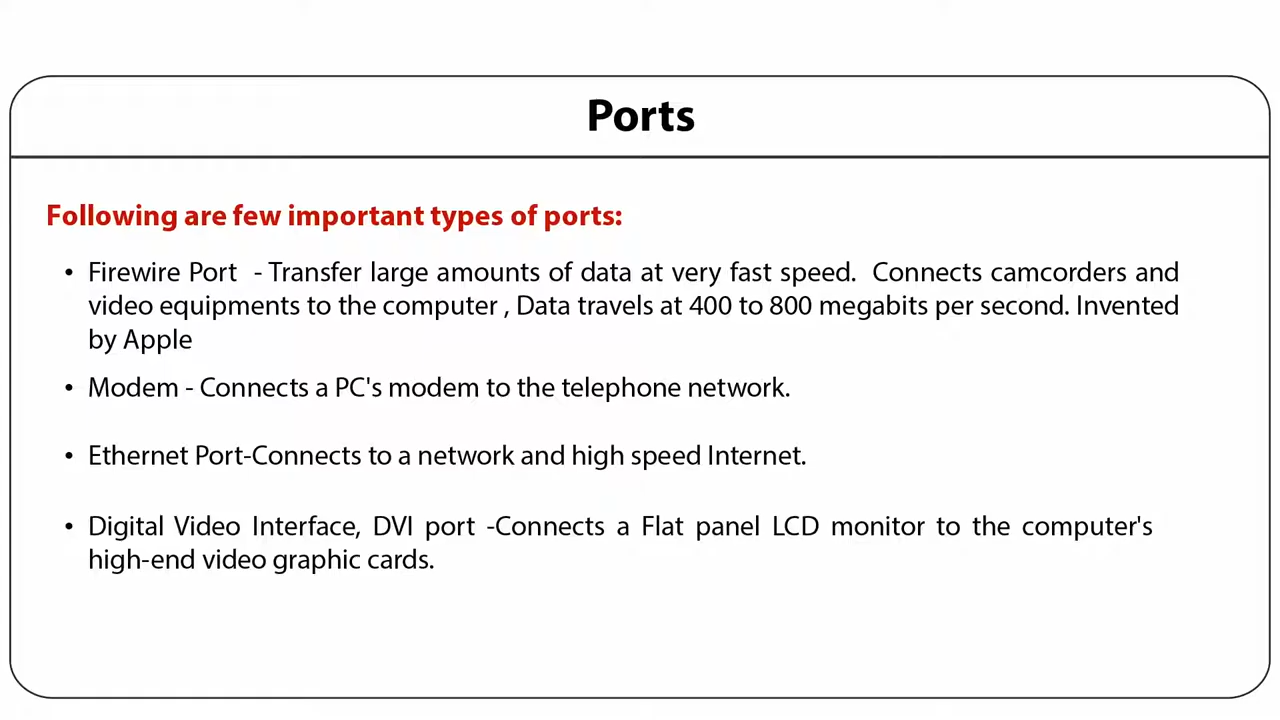 Ports
Following are few important types of ports:
• Firewire Port - Transfer large amounts of data at very fast speed. Connects camcorders and
video equipments to the computer , Data travels at 400 to 800 megabits per second. Invented
by Apple
• Modem - Connects a PC's modem to the telephone network.
• Ethernet Port-Connects to a network and high speed Internet.
• Digital Video Interface, DVI port -Connects a Flat panel LCD monitor to the computer's
high-end video graphic cards.